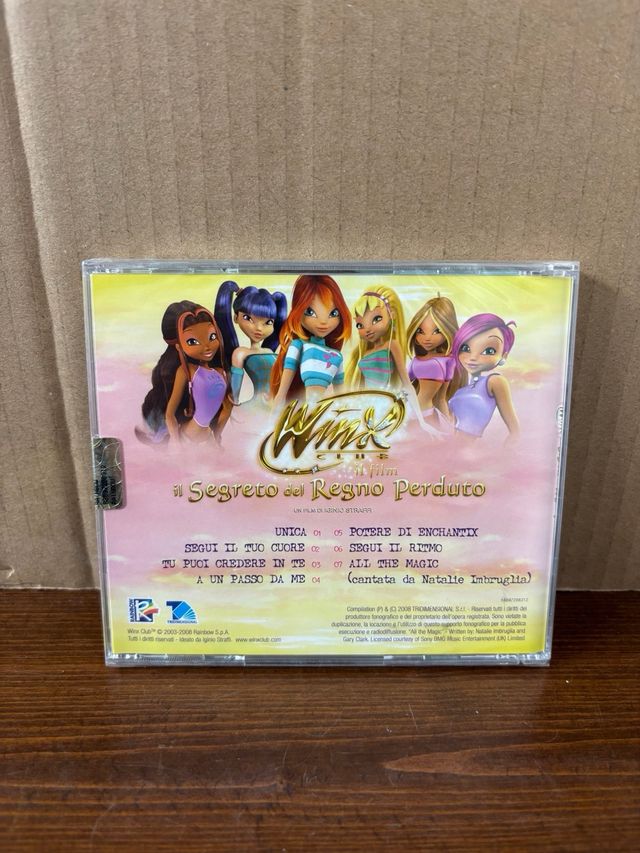 Winx
CLUB
il film
il Segreto del Regno Perduto
UN FILM DI IGINIO STRAFFI
UNICA 01
SEGUI IL TUO CUORE 02
TU PUOI CREDERE IN TE 03
A UN PASSO DA ME 04
05 POTERE DI ENCHANTIX
06 SEGUI IL RITMO
07 ALL THE MAGIC
(cantata da Natalie Imbruglia)
RAINBOW
TRIDIMENSIONAL
Winx Club™ © 2003-2008 Rainbow S.p.A.
Tutti i diritti riservati - Ideato da Iginio Straffi. www.winxclub.com
Compilation (P) & (C) 2008 TRIDIMENSIONAL S.r.l. - Riservati tutti i diritti del
produttore fonografico e del proprietario dell'opera registrata. Sono vietate la
duplicazione, la locazione e l'utilizzo di questo supporto fonografico per la pubblica
esecuzione e radiodiffusione. "All the Magic" - Written by: Natalie Imbruglia and
Gary Clark. Licensed courtesy of Sony BMG Music Entertainment (UK) Limited